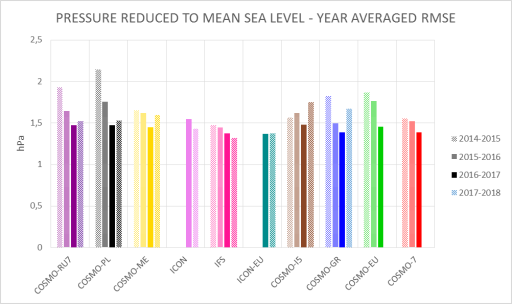 PRESSURE REDUCED TO MEAN SEA LEVEL - YEAR AVERAGED RMSE
2,5
2
1,5
1
0,5
0
hPa
COSMO-RU7
COSMO-PL
COSMO-ME
ICON
IFS
ICON-EU
COSMO-I5
COSMO-GR
COSMO-EU
COSMO-7
2014-2015
2015-2016
2016-2017
2017-2018